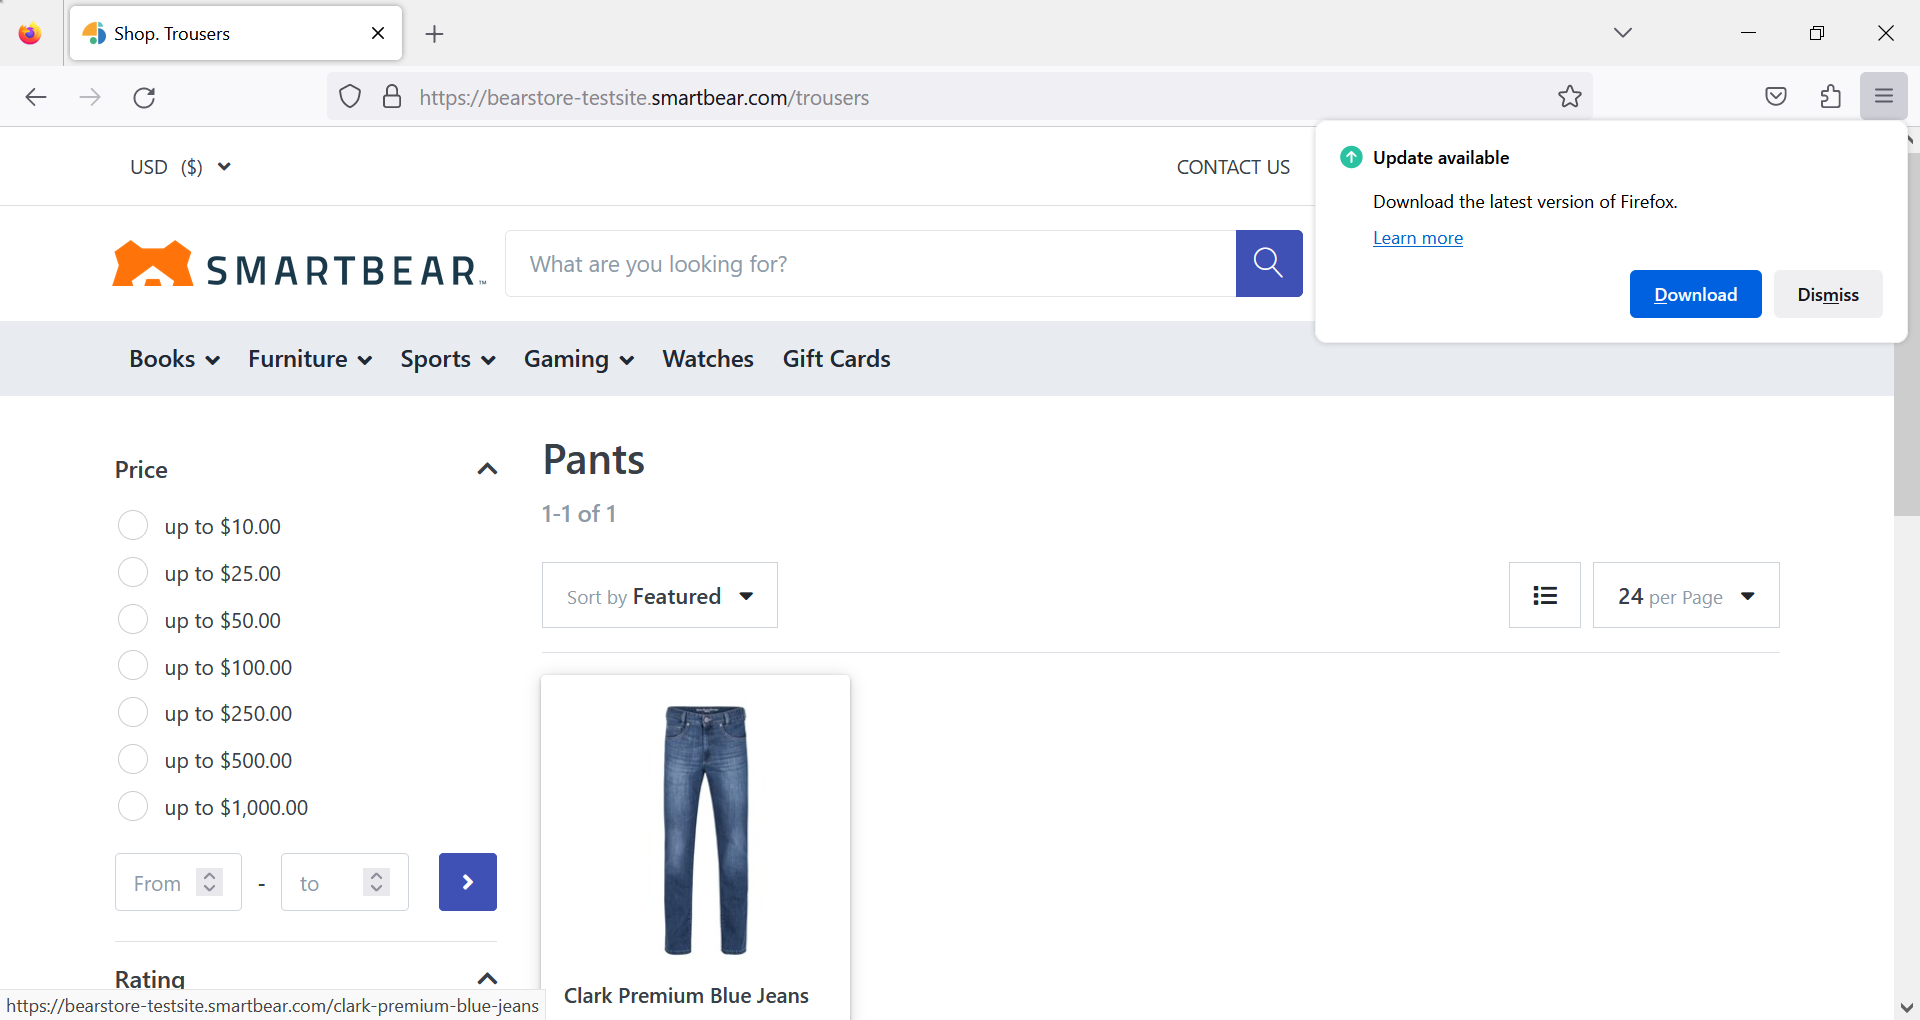 Shop. Trousers
https://bearstore-testsite.smartbear.com/trousers
Update available
Download the latest version of Firefox.
Learn more
Download
Dismiss
USD ($)
CONTACT US
SMARTBEAR™
What are you looking for?
Books
Furniture
Sports
Gaming
Watches
Gift Cards
Price
up to $10.00
up to $25.00
up to $50.00
up to $100.00
up to $250.00
up to $500.00
up to $1,000.00
From - to
Rating
Pants
1-1 of 1
Sort by Featured
24 per Page
Clark Premium Blue Jeans
https://bearstore-testsite.smartbear.com/clark-premium-blue-jeans